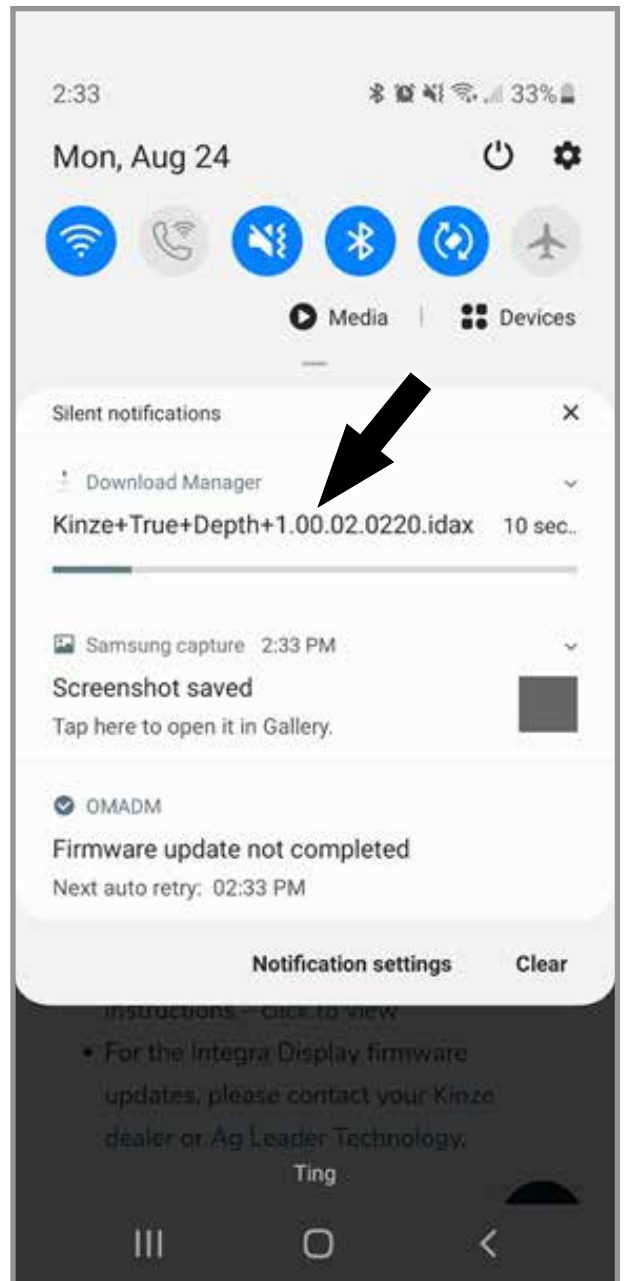 2:33 33%
Mon, Aug 24
Media Devices
Silent notifications
Download Manager
Kinze+True+Depth+1.00.02.0220.idax 10 sec..
Samsung capture 2:33 PM
Screenshot saved
Tap here to open it in Gallery.
OMADM
Firmware update not completed
Next auto retry: 02:33 PM
Notification settings Clear
instructions – click to view
• For the Integra Display firmware
updates, please contact your Kinze
dealer or Ag Leader Technology.
Ting